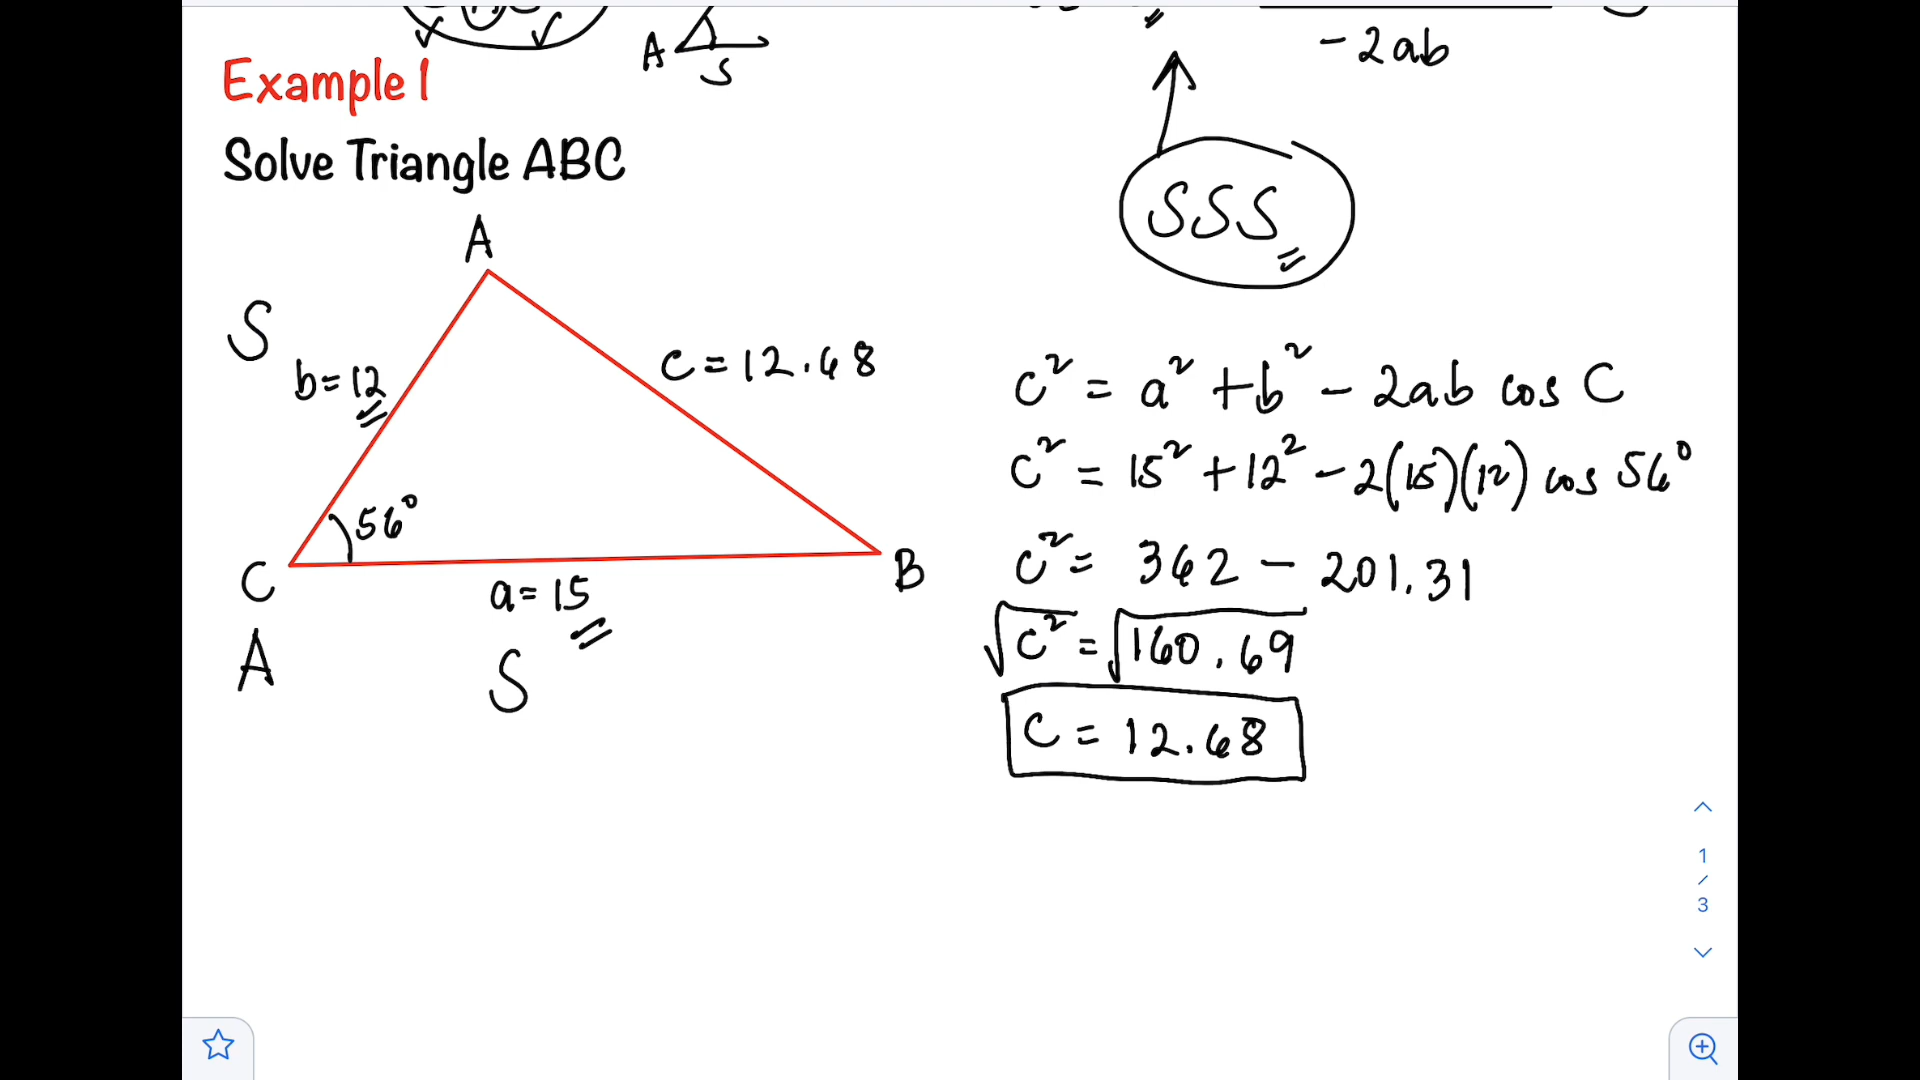 A
S
- 2ab
Example 1
Solve Triangle ABC
SSS
A
S
b = 12
c = 12.68
56°
C
a = 15
B
A
S
c² = a² + b² - 2ab cos C
c² = 15² + 12² - 2(15)(12) cos 56°
c² = 362 - 201.31
√c² = √160.69
C = 12.68
1
/
3